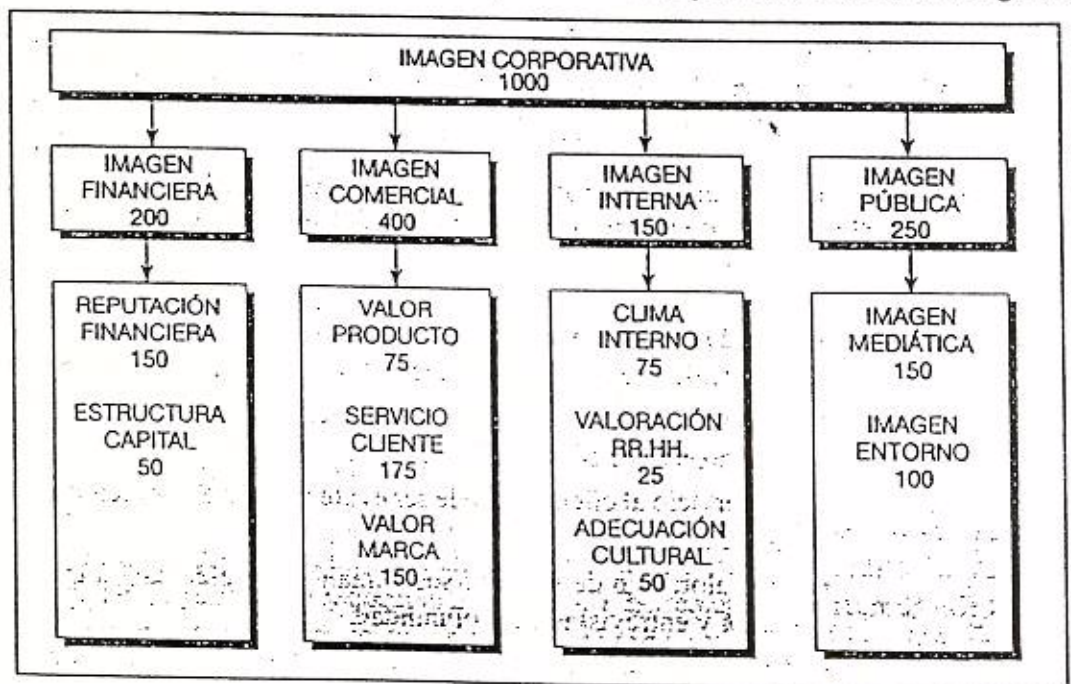 IMAGEN CORPORATIVA
1000
IMAGEN
FINANCIERA
200
IMAGEN
COMERCIAL
400
IMAGEN
INTERNA
150
IMAGEN
PÚBLICA
250
REPUTACIÓN
FINANCIERA
150
ESTRUCTURA
CAPITAL
50
VALOR
PRODUCTO
75
SERVICIO
CLIENTE
175
VALOR
MARCA
150
CLIMA
INTERNO
75
VALORACIÓN
RR.HH.
25
ADECUACIÓN
CULTURAL
50
IMAGEN
MEDIÁTICA
150
IMAGEN
ENTORNO
100